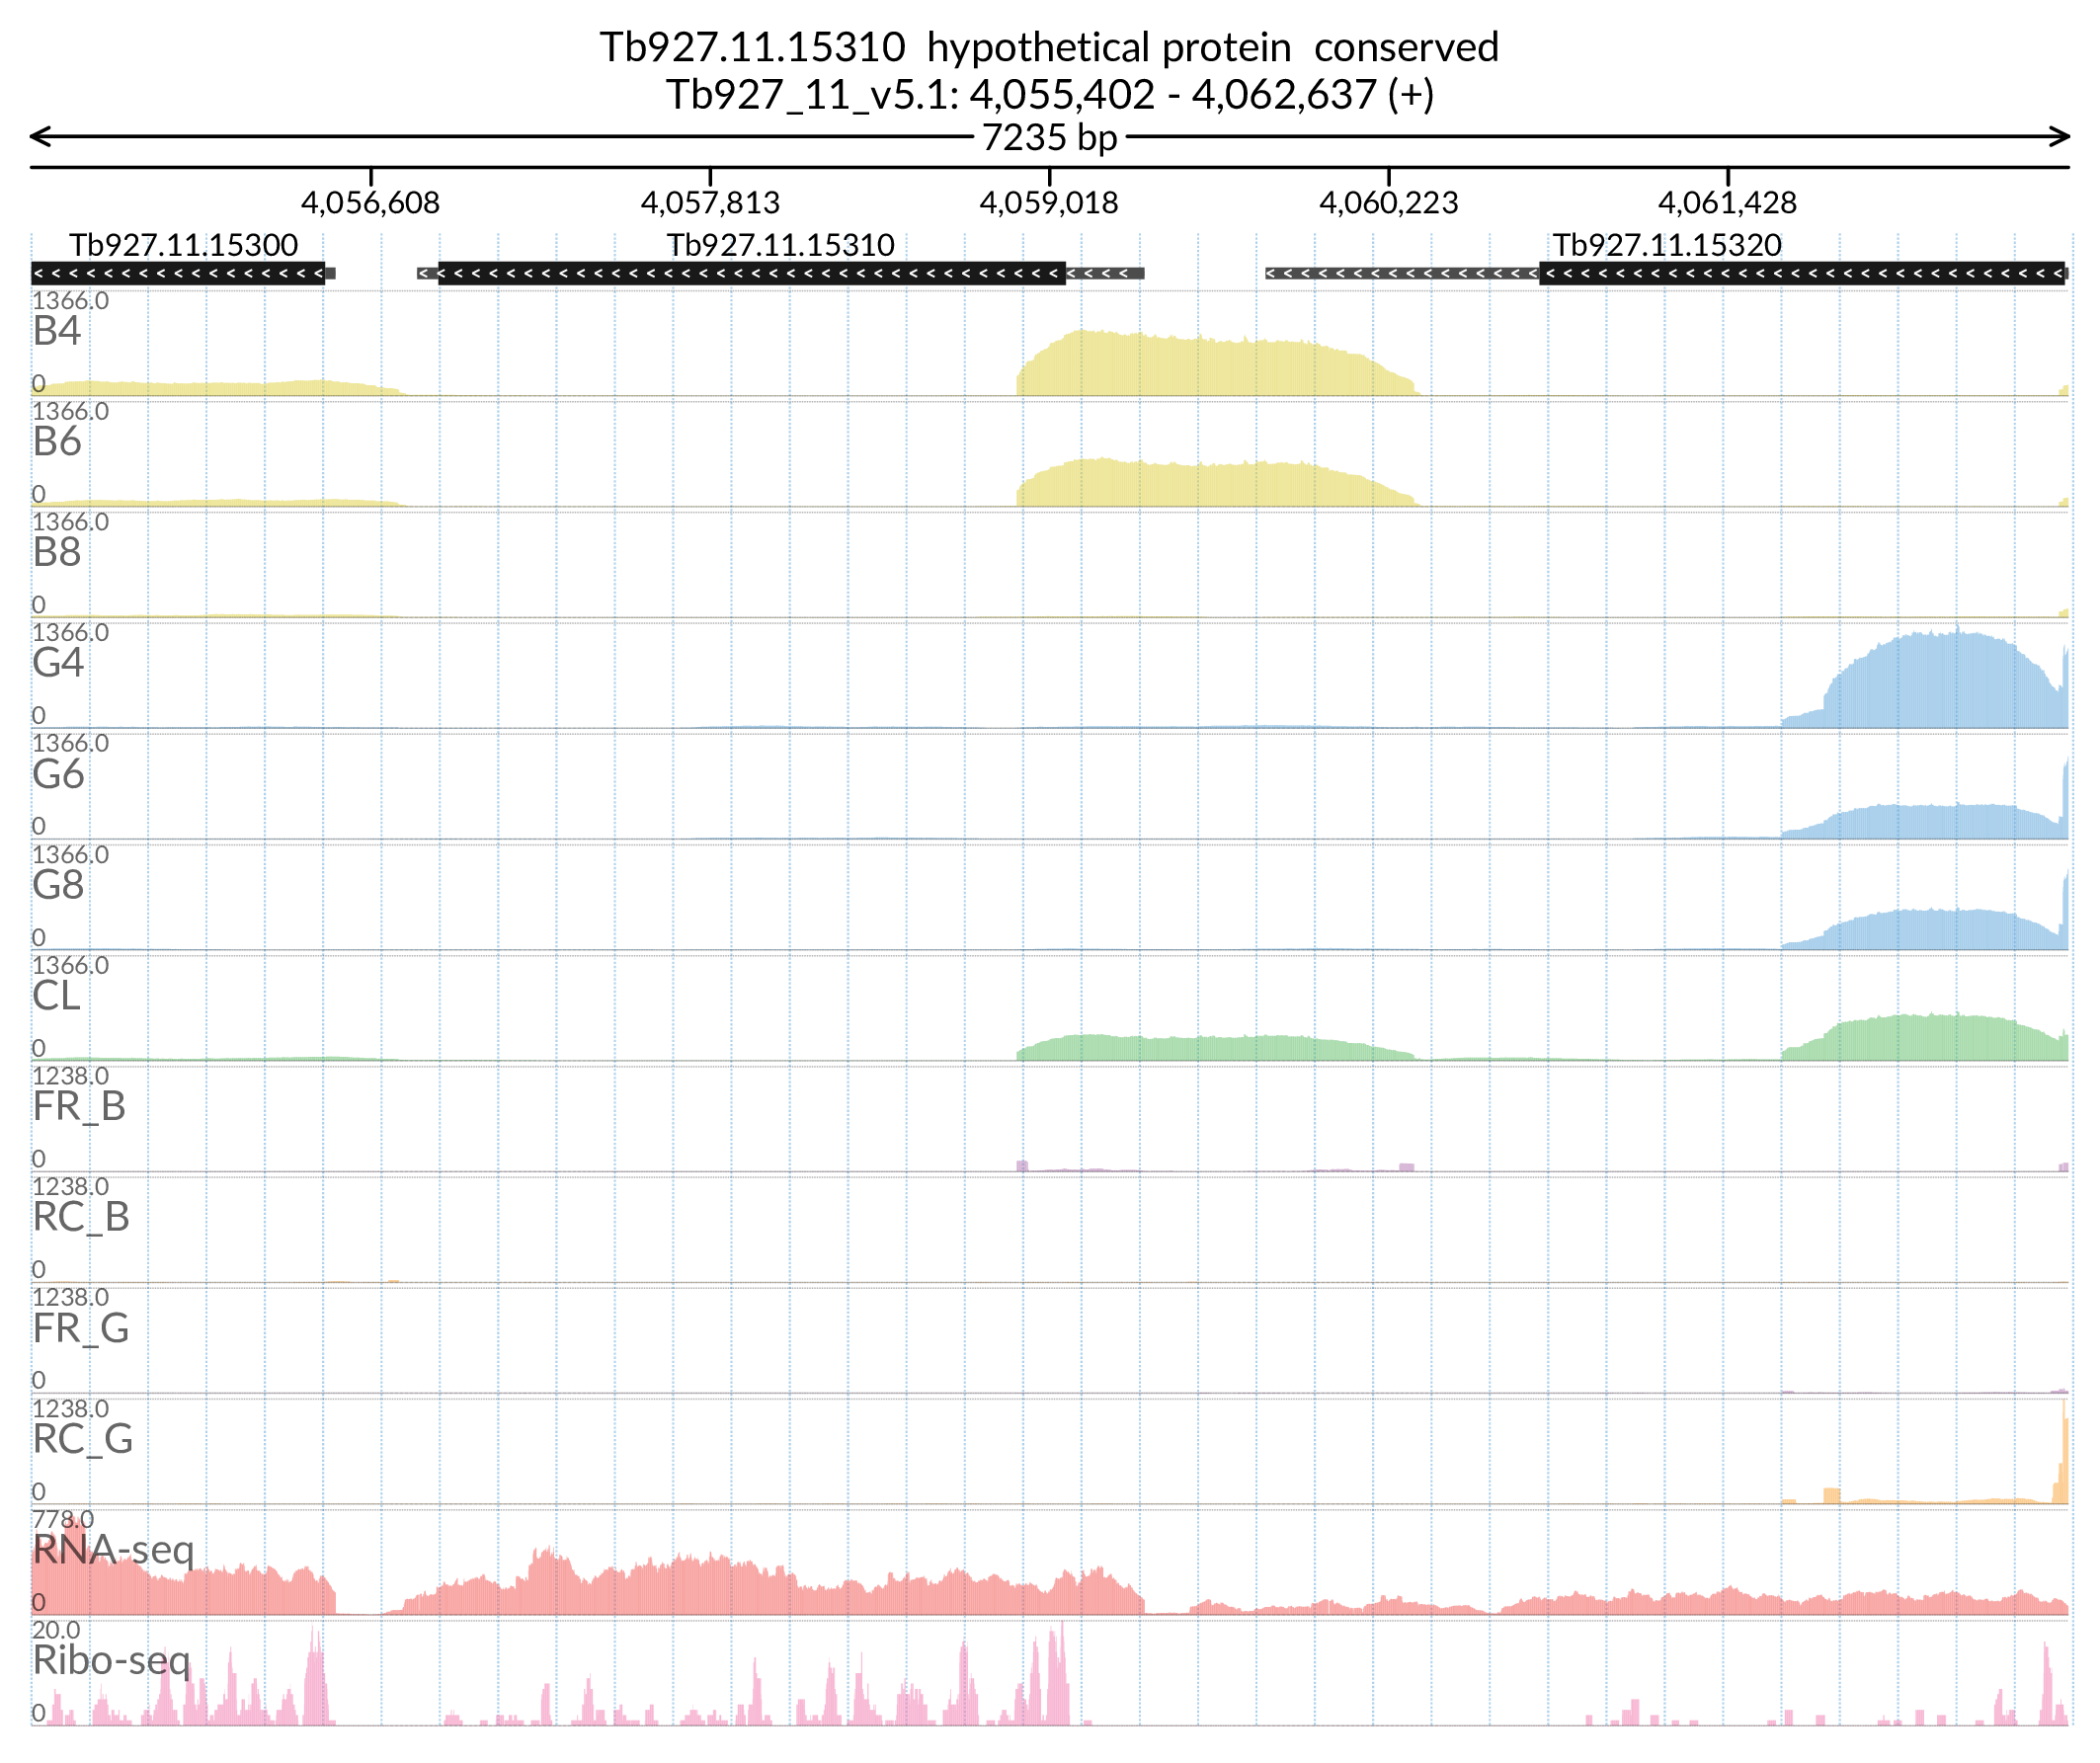 Tb927.11.15310 hypothetical protein conserved
Tb927_11_v5.1: 4,055,402 - 4,062,637 (+)
7235 bp
4,056,608 4,057,813 4,059,018 4,060,223 4,061,428
Tb927.11.15300 Tb927.11.15310 Tb927.11.15320
1366.0
B4
0
1366.0
B6
0
1366.0
B8
0
1366.0
G4
0
1366.0
G6
0
1366.0
G8
0
1366.0
CL
0
1238.0
FR_B
0
1238.0
RC_B
0
1238.0
FR_G
0
1238.0
RC_G
0
778.0
RNA-seq
0
20.0
Ribo-seq
0